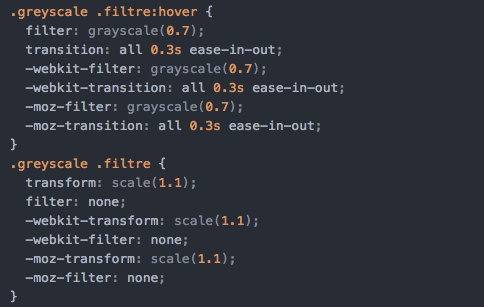 .greyscale .filtre:hover {
  filter: grayscale(0.7);
  transition: all 0.3s ease-in-out;
  -webkit-filter: grayscale(0.7);
  -webkit-transition: all 0.3s ease-in-out;
  -moz-filter: grayscale(0.7);
  -moz-transition: all 0.3s ease-in-out;
}
.greyscale .filtre {
  transform: scale(1.1);
  filter: none;
  -webkit-transform: scale(1.1);
  -webkit-filter: none;
  -moz-transform: scale(1.1);
  -moz-filter: none;
}